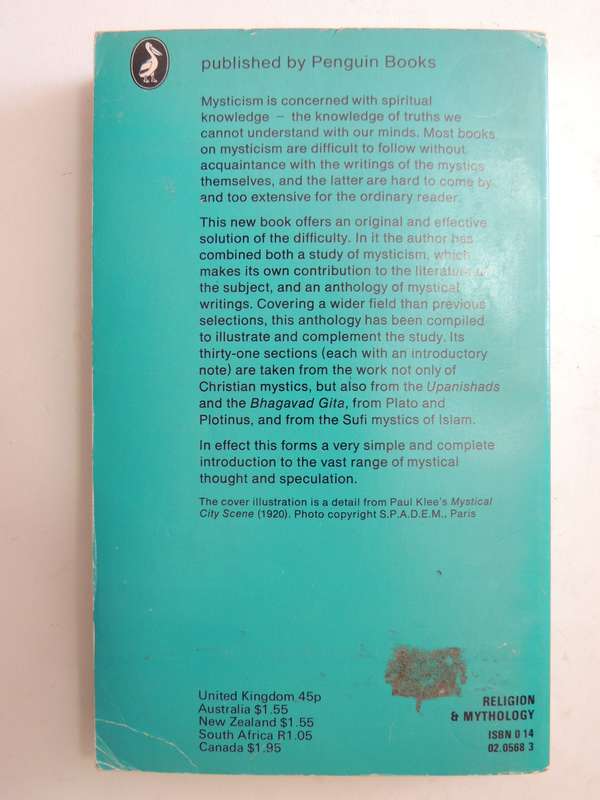 published by Penguin Books
Mysticism is concerned with spiritual
knowledge – the knowledge of truths we
cannot understand with our minds. Most books
on mysticism are difficult to follow without
acquaintance with the writings of the mystics
themselves, and the latter are hard to come by
and too extensive for the ordinary reader.
This new book offers an original and effective
solution of the difficulty. In it the author has
combined both a study of mysticism, which
makes its own contribution to the literature of
the subject, and an anthology of mystical
writings. Covering a wider field than previous
selections, this anthology has been compiled
to illustrate and complement the study. Its
thirty-one sections (each with an introductory
note) are taken from the work not only of
Christian mystics, but also from the Upanishads
and the Bhagavad Gita, from Plato and
Plotinus, and from the Sufi mystics of Islam.
In effect this forms a very simple and complete
introduction to the vast range of mystical
thought and speculation.
The cover illustration is a detail from Paul Klee's Mystical
City Scene (1920). Photo copyright S.P.A.D.E.M., Paris
United Kingdom 45p
Australia $1.55
New Zealand $1.55
South Africa R1.05
Canada $1.95
RELIGION
& MYTHOLOGY
ISBN 0 14
02.0568 3